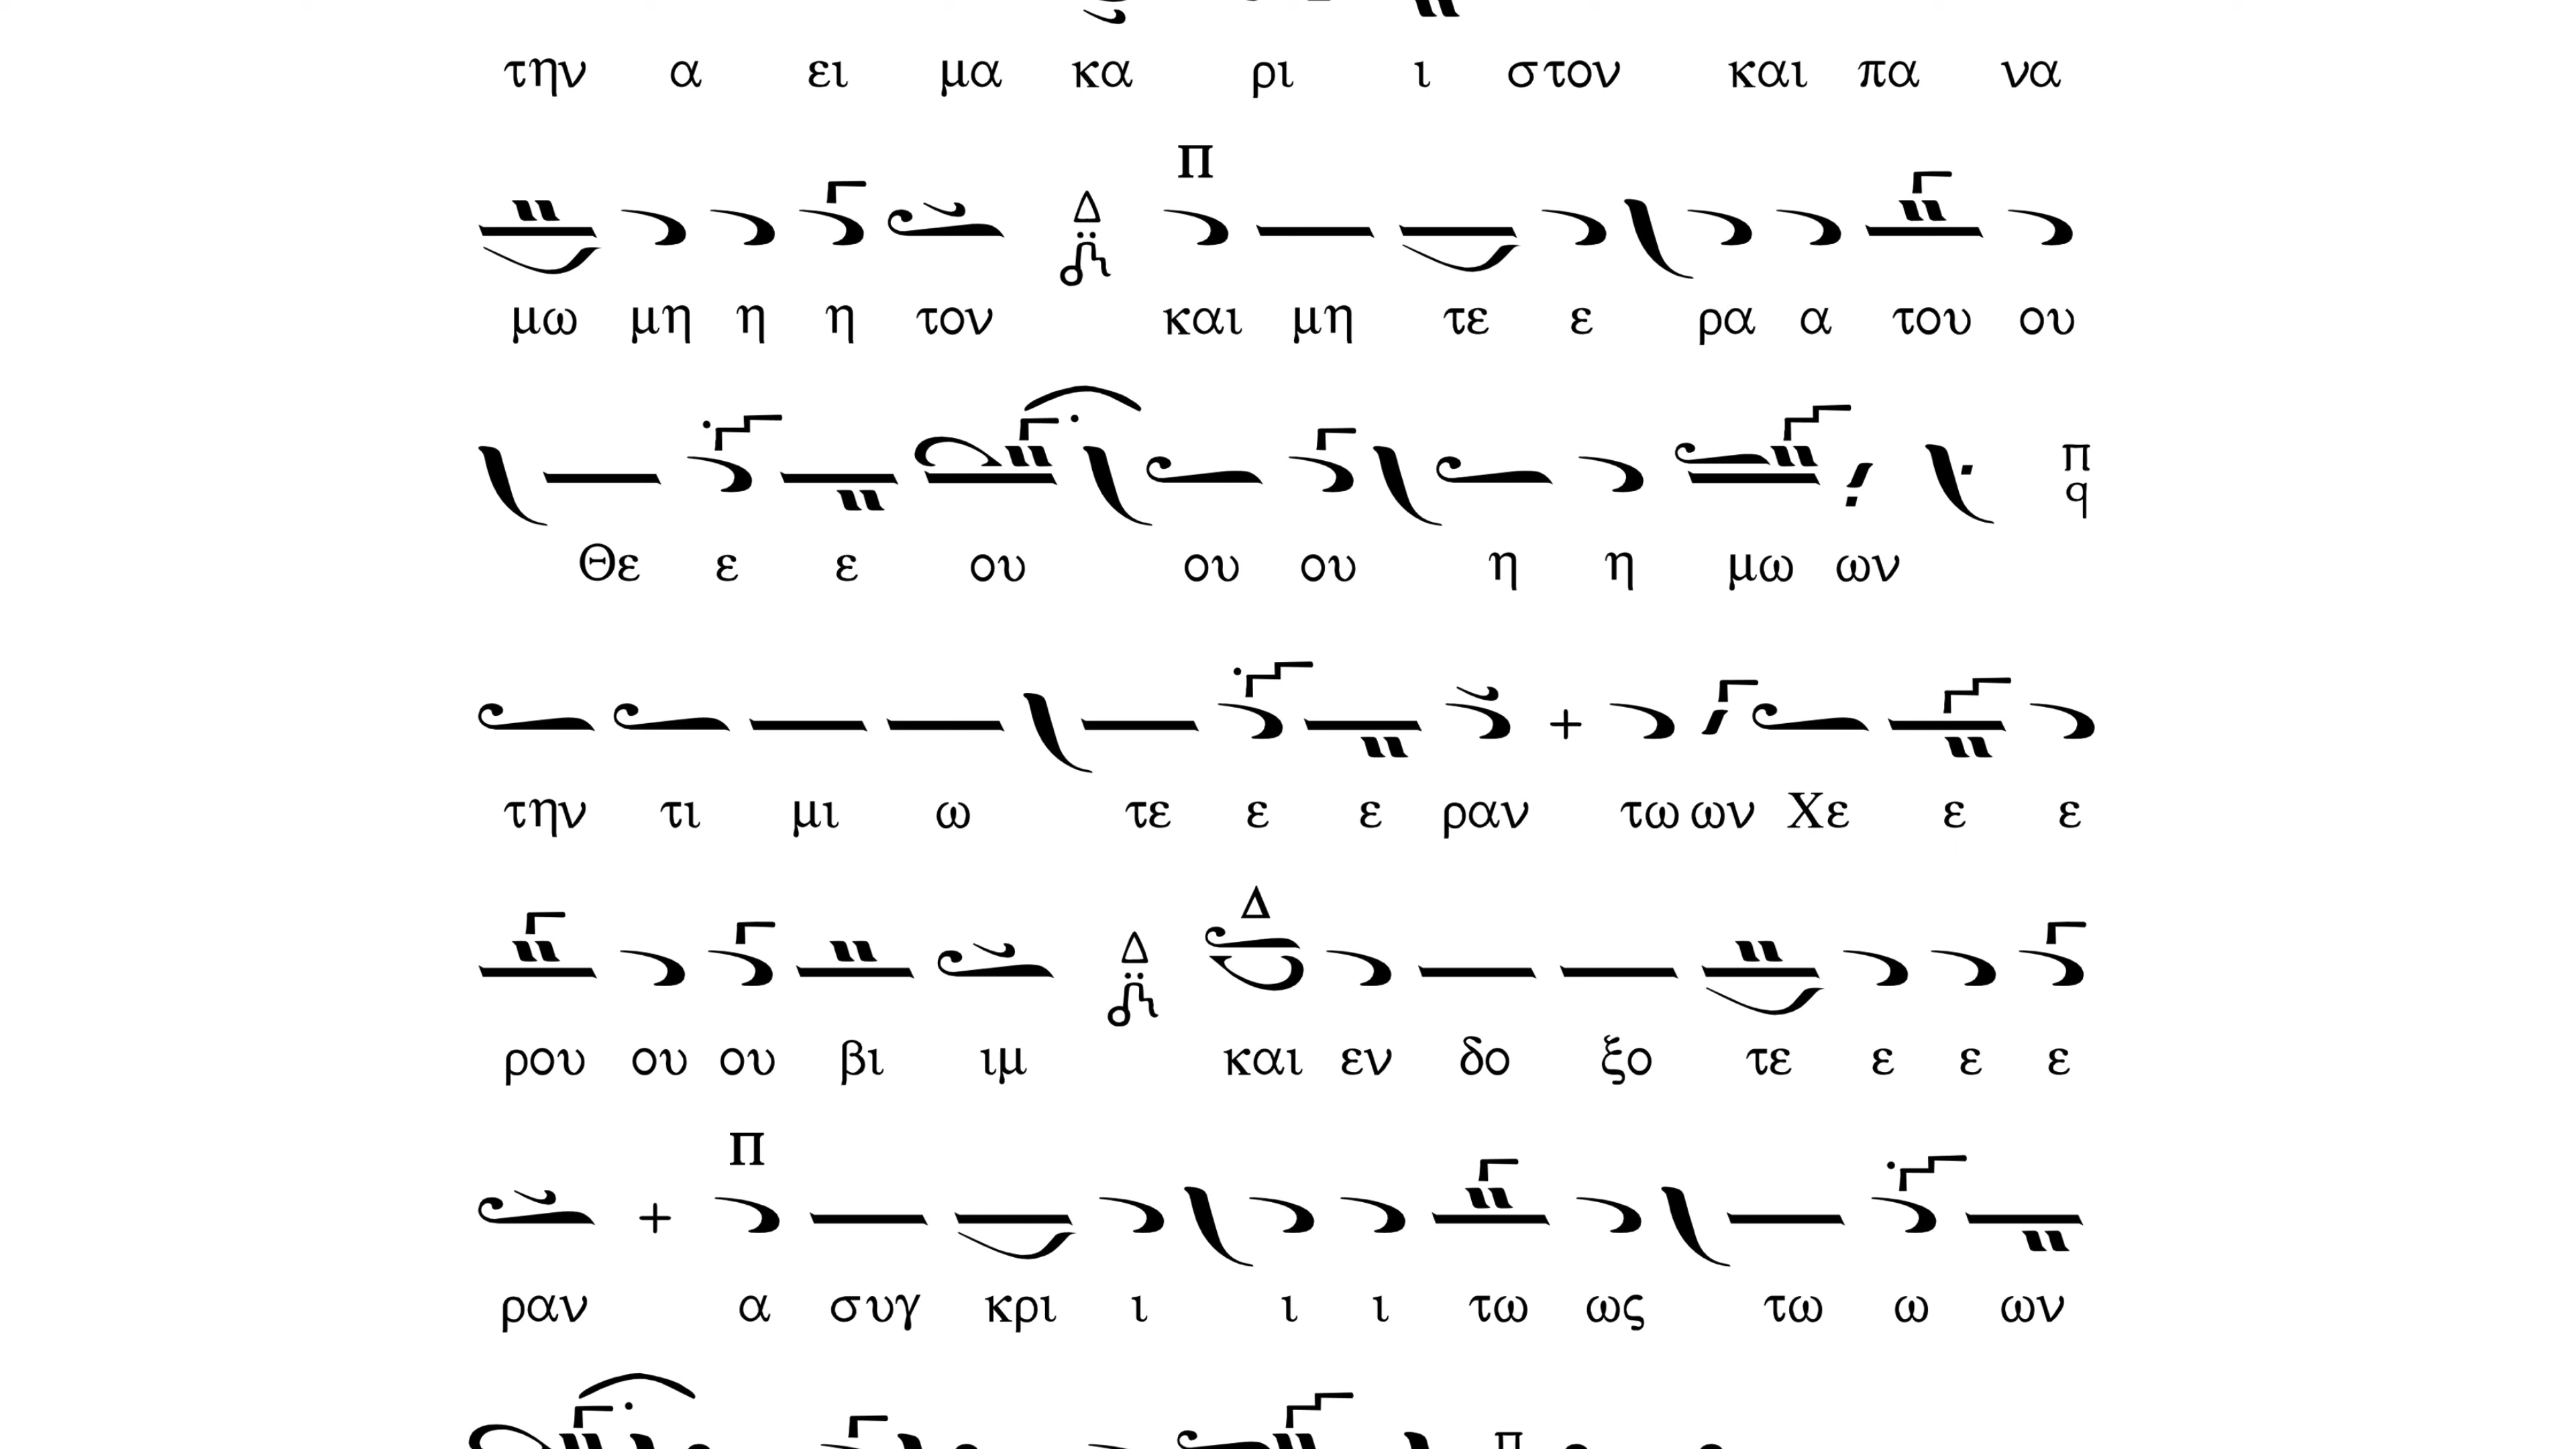 την α ει μα κα ρι ι στον και πα να
Π
Δ
μω μη η η τον και μη τε ε ρα α του ου
Π
q
Θε ε ε ου ου ου η η μω ων
+
την τι μι ω τε ε ε ραν τω ων Χε ε ε
Δ
Δ
ρου ου ου βι ιμ και εν δο ξο τε ε ε ε
Π
+
ραν α συγ κρι ι ι ι τω ως τω ω ων
Π